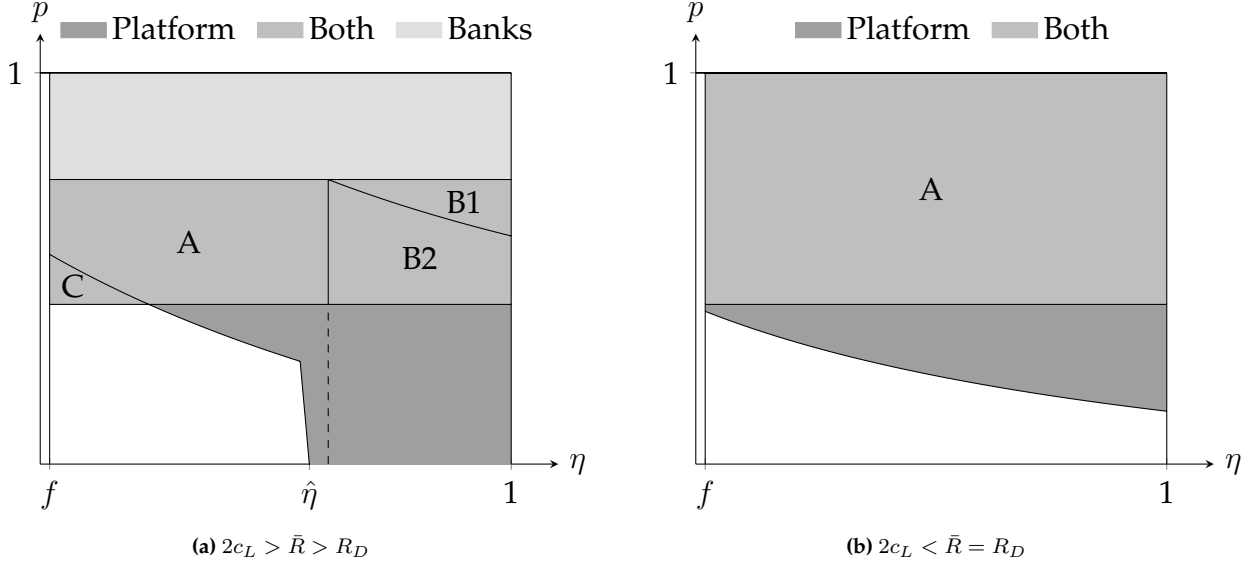 p
Platform Both Banks
1
A
B1
B2
C
f
η̂
1
η
(a) 2c_L > R̄ > R_D
p
Platform Both
1
A
f
1
η
(b) 2c_L < R̄ = R_D